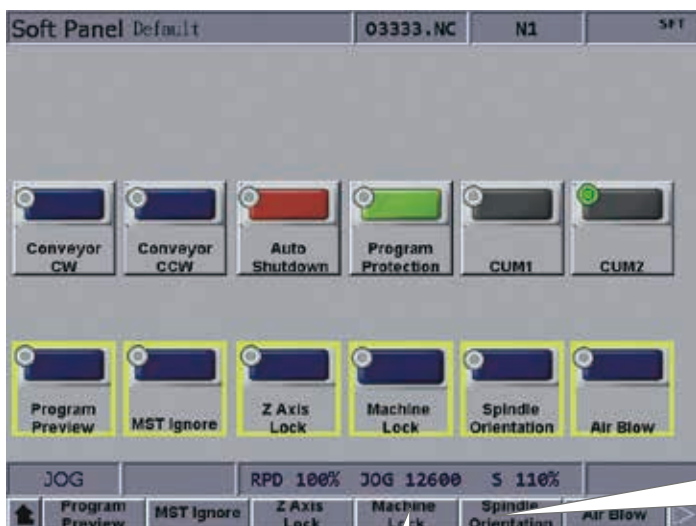 Soft Panel Default O3333.NC N1 SFT
Conveyor CW
Conveyor CCW
Auto Shutdown
Program Protection
CUM1
CUM2
Program Preview
MST Ignore
Z Axis Lock
Machine Lock
Spindle Orientation
Air Blow
JOG RPD 100% JOG 12600 S 110%
Program Preview
MST Ignore
Z Axis Lock
Machine Lock
Spindle Orientation
Air Blow